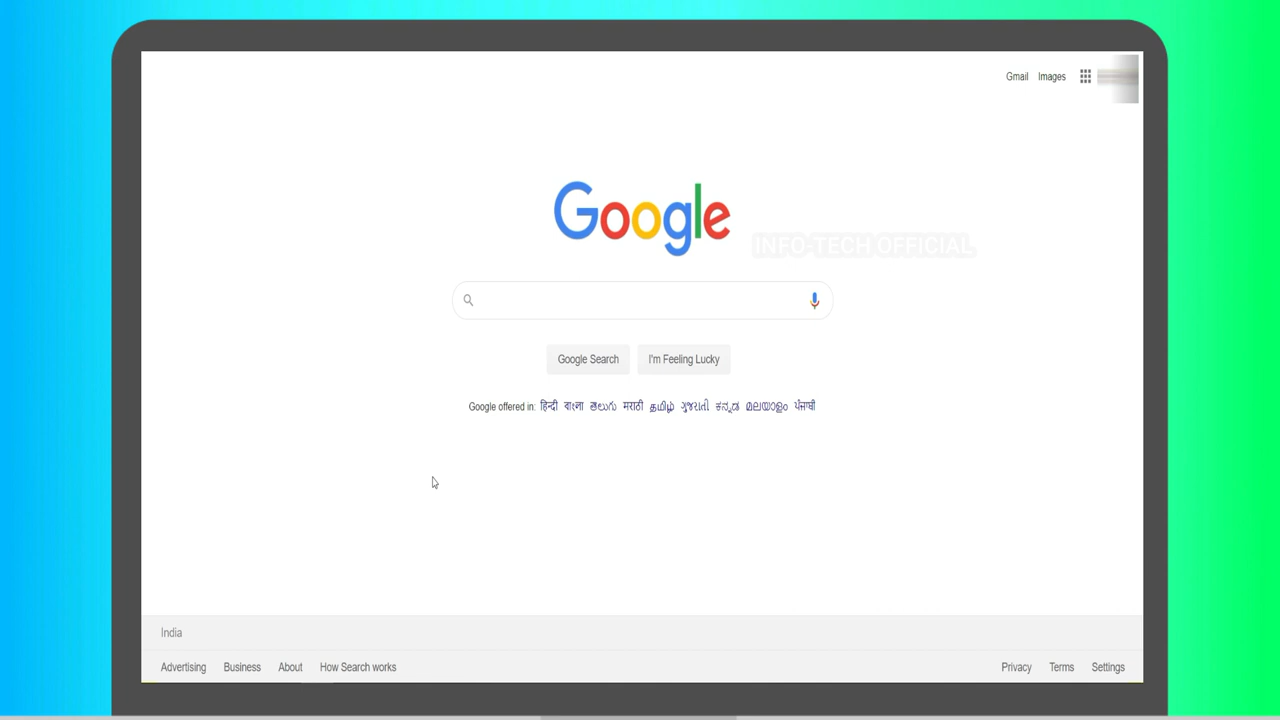 Gmail Images
Google
INFO-TECH OFFICIAL
Google Search I'm Feeling Lucky
Google offered in: हिन्दी বাংলা తెలుగు मराठी தமிழ் ગુજરાતી ಕನ್ನಡ മലയാളം ਪੰਜਾਬੀ
India
Advertising Business About How Search works Privacy Terms Settings